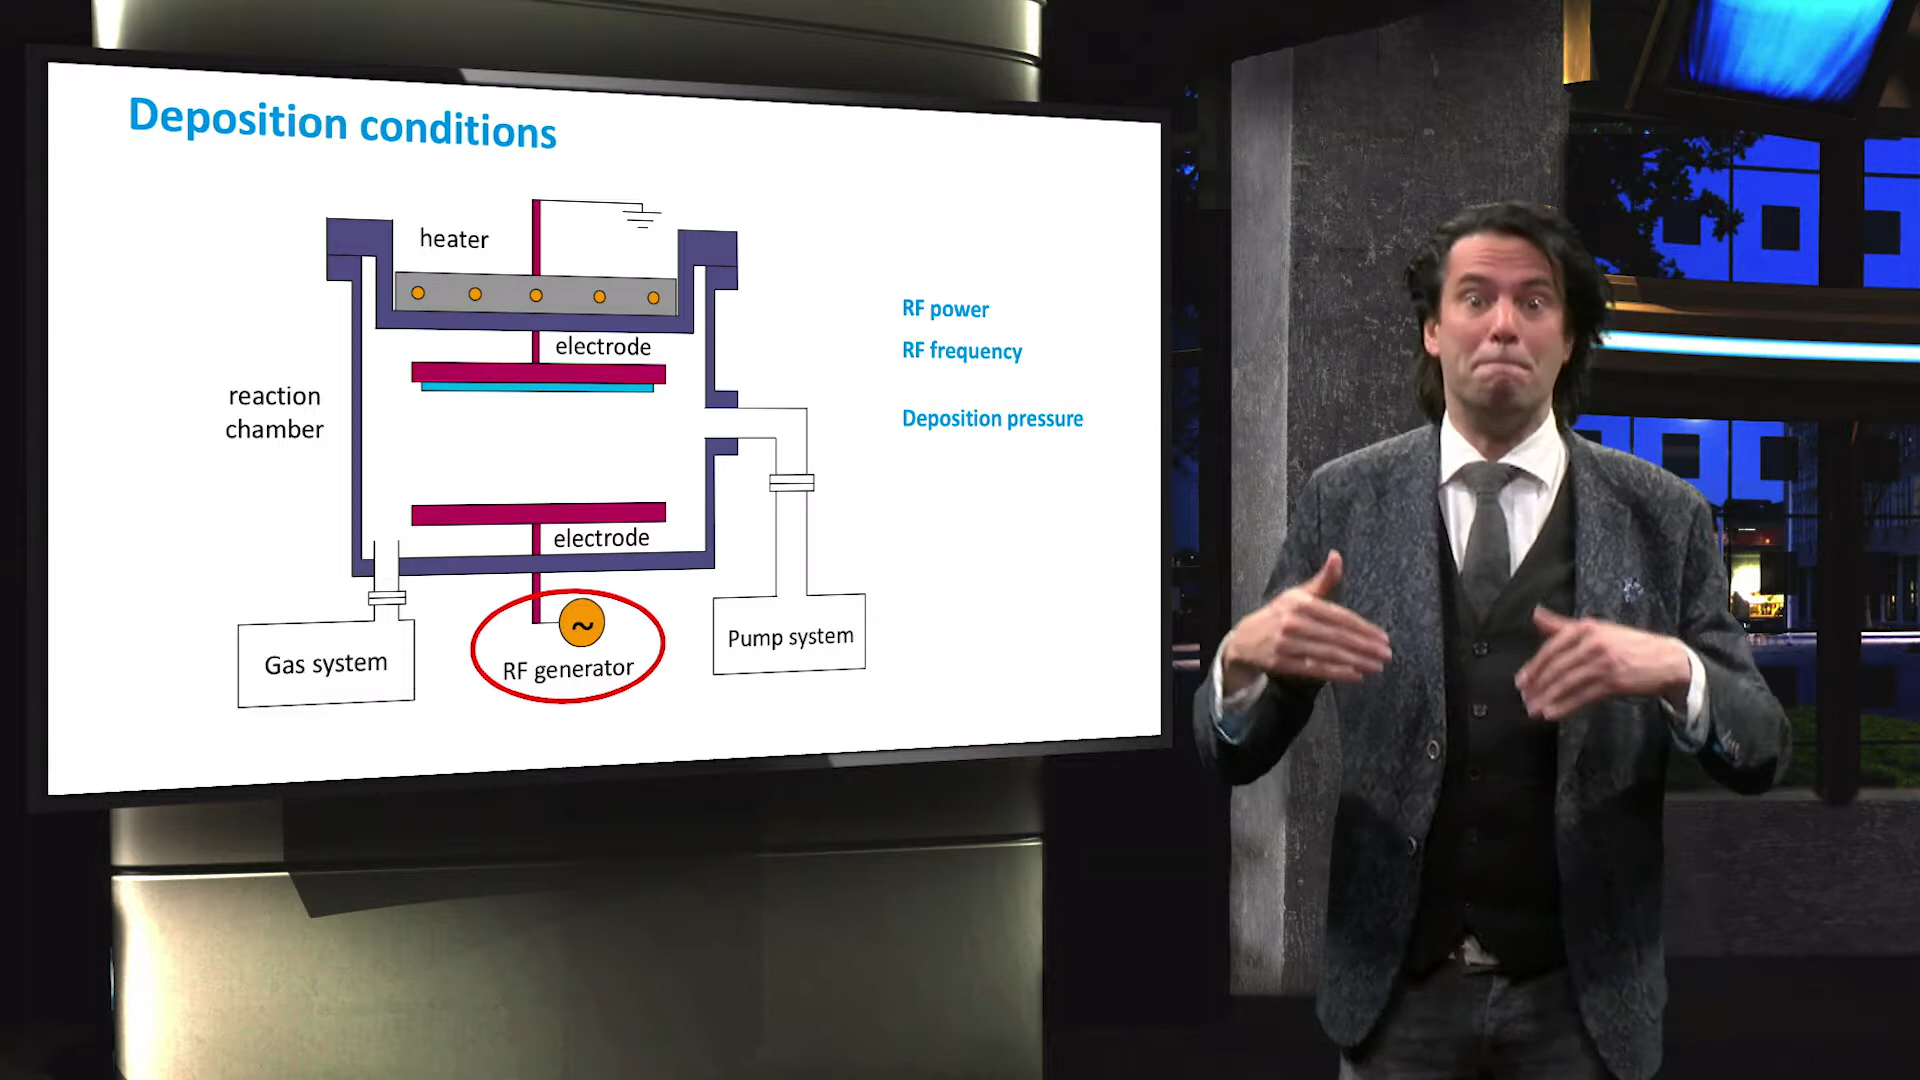 Deposition conditions
heater
electrode
reaction
chamber
electrode
~
RF generator
Gas system
Pump system
RF power
RF frequency
Deposition pressure